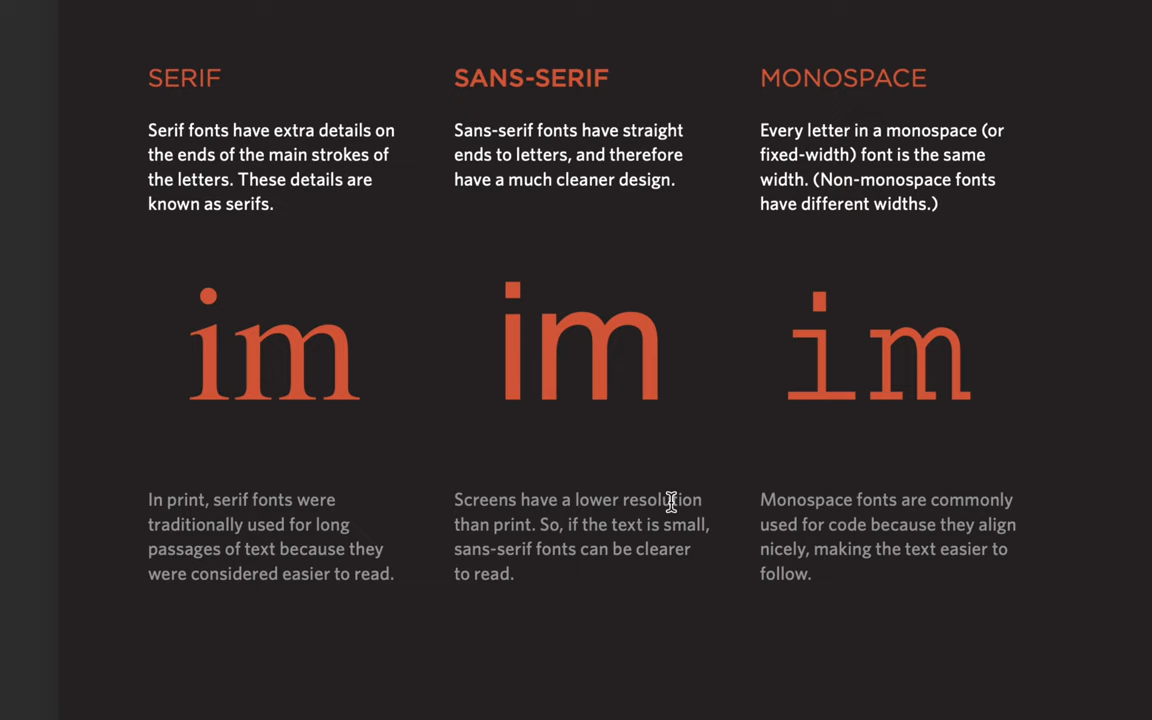 SERIF
Serif fonts have extra details on
the ends of the main strokes of
the letters. These details are
known as serifs.
im
In print, serif fonts were
traditionally used for long
passages of text because they
were considered easier to read.
SANS-SERIF
Sans-serif fonts have straight
ends to letters, and therefore
have a much cleaner design.
im
Screens have a lower resolution
than print. So, if the text is small,
sans-serif fonts can be clearer
to read.
MONOSPACE
Every letter in a monospace (or
fixed-width) font is the same
width. (Non-monospace fonts
have different widths.)
im
Monospace fonts are commonly
used for code because they align
nicely, making the text easier to
follow.